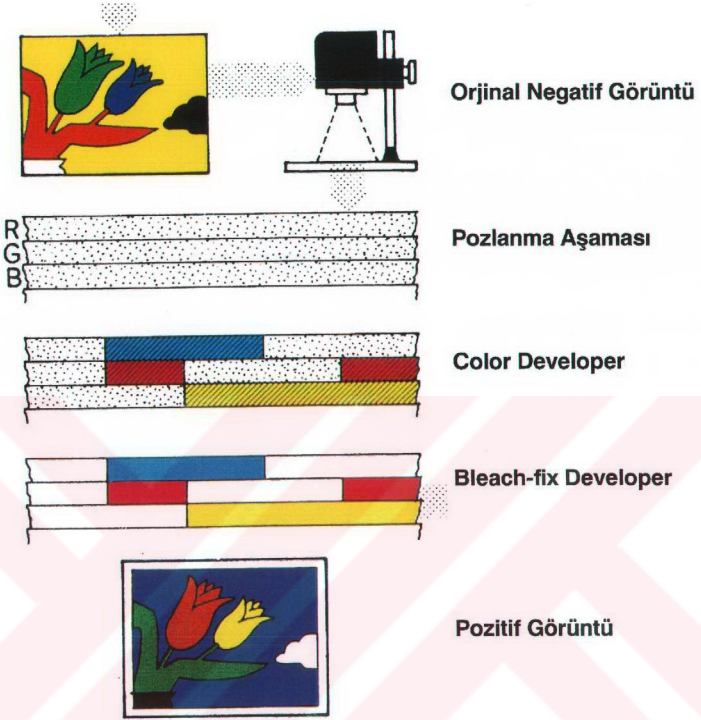 Orjinal Negatif Görüntü
R
G
B
Pozlanma Aşaması
Color Developer
Bleach-fix Developer
Pozitif Görüntü